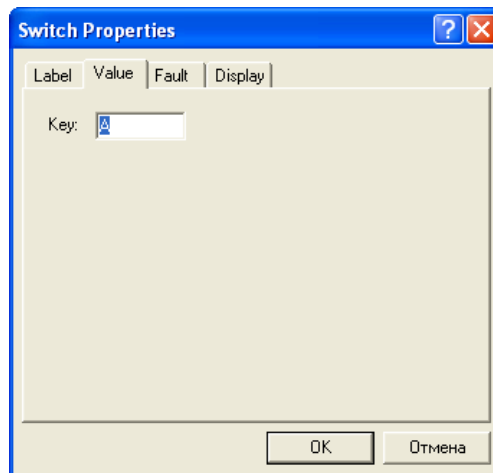 Switch Properties
Label Value Fault Display
Key: A
OK Отмена